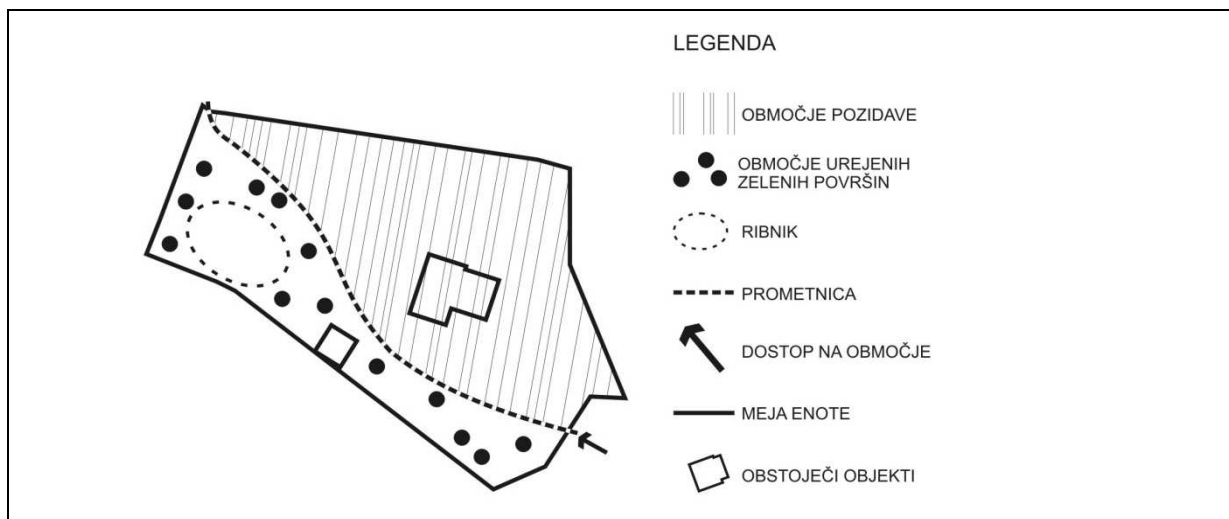 LEGENDA
OBMOČJE POZIDAVE
OBMOČJE UREJENIH
ZELENIH POVRŠIN
RIBNIK
PROMETNICA
DOSTOP NA OBMOČJE
MEJA ENOTE
OBSTOJEČI OBJEKTI